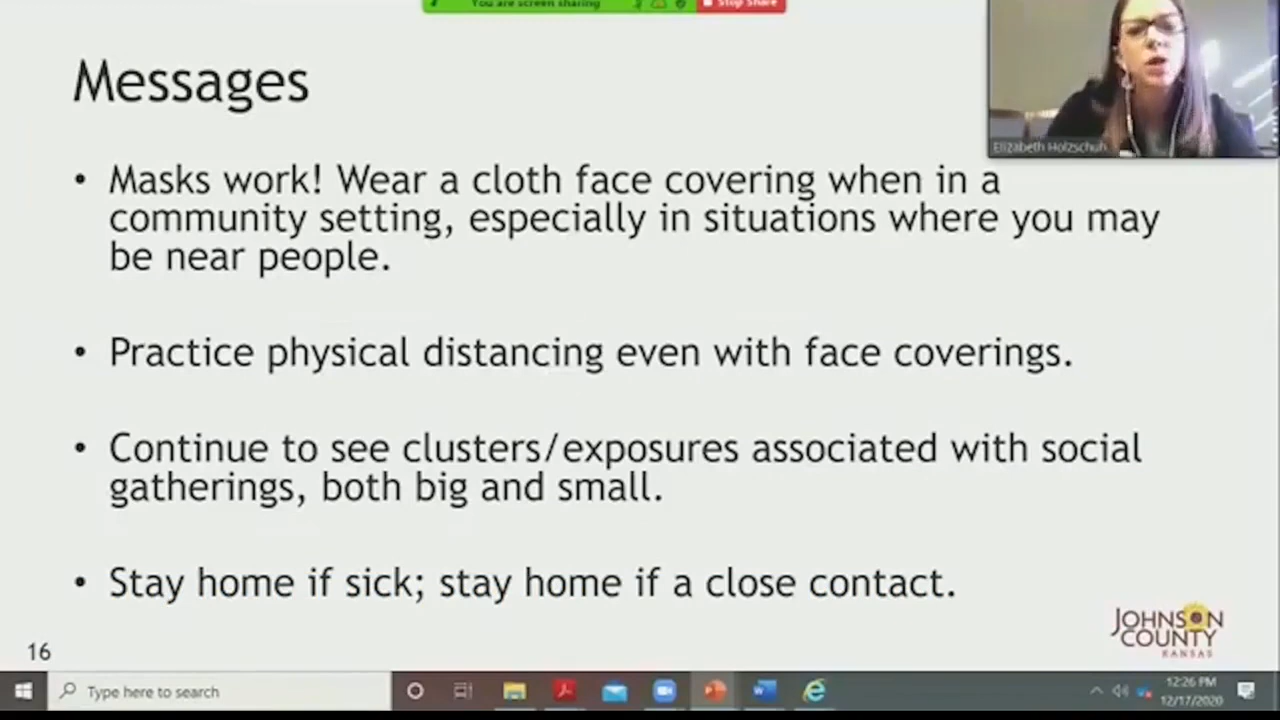 You are screen sharing
Stop Share
Messages
Elizabeth Holzschuh
• Masks work! Wear a cloth face covering when in a
community setting, especially in situations where you may
be near people.
• Practice physical distancing even with face coverings.
• Continue to see clusters/exposures associated with social
gatherings, both big and small.
• Stay home if sick; stay home if a close contact.
JOHNSON
COUNTY
KANSAS
16
Type here to search
12:26 PM
12/17/2020